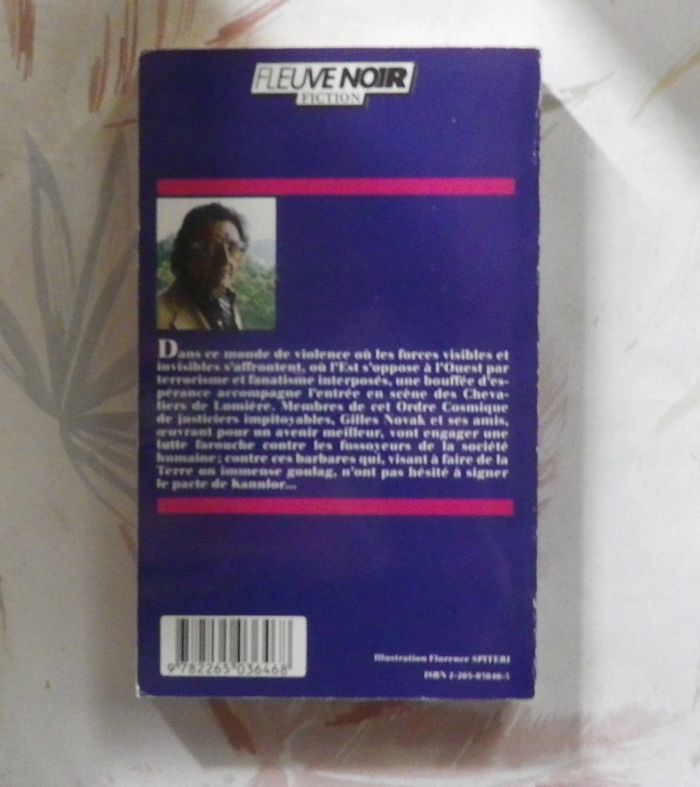 FLEUVE NOIR
FICTION
Dans ce monde de violence où les forces visibles et
invisibles s'affrontent, où l'Est s'oppose à l'Ouest par
terrorisme et fanatisme interposés, une bouffée d'es-
pérance accompagne l'entrée en scène des Cheva-
liers de Lumière. Membres de cet Ordre Cosmique
de justiciers impitoyables, Gilles Novak et ses amis,
œuvrant pour un avenir meilleur, vont engager une
lutte farouche contre les fossoyeurs de la société
humaine; contre ces barbares qui, visant à faire de la
Terre un immense goulag, n'ont pas hésité à signer
le pacte de Kannlor...
9 782265 036468
Illustration Florence SPITERI
ISBN